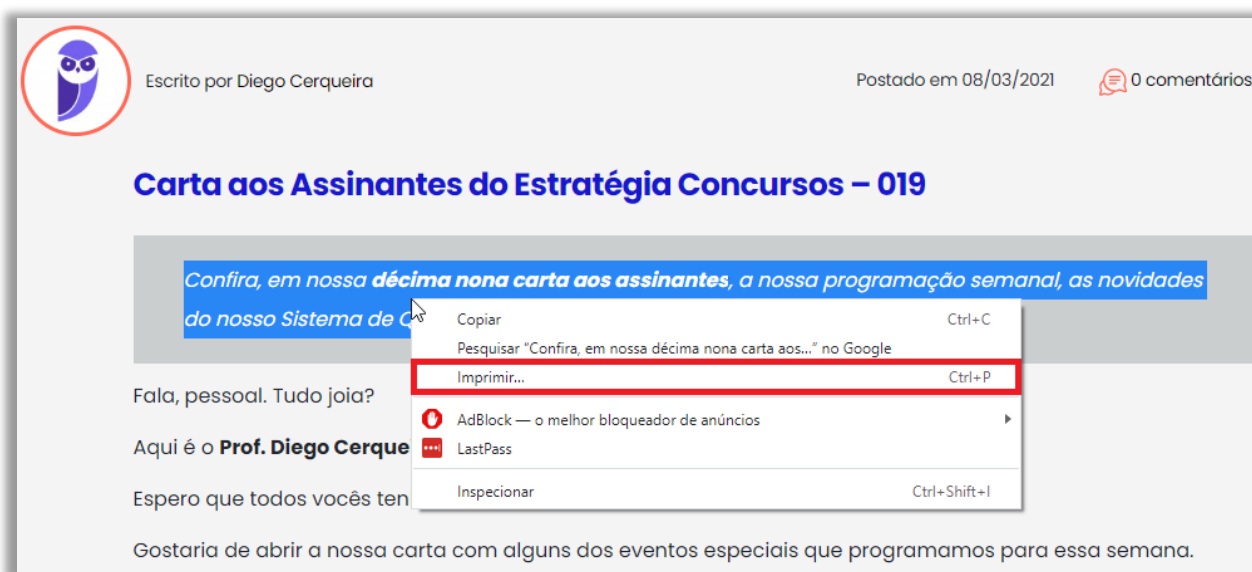 Escrito por Diego Cerqueira
Postado em 08/03/2021
0 comentários
Carta aos Assinantes do Estratégia Concursos – 019
Confira, em nossa décima nona carta aos assinantes, a nossa programação semanal, as novidades
do nosso Sistema de
Copiar Ctrl+C
Pesquisar "Confira, em nossa décima nona carta aos..." no Google
Imprimir... Ctrl+P
AdBlock — o melhor bloqueador de anúncios
LastPass
Inspecionar Ctrl+Shift+I
Fala, pessoal. Tudo joia?
Aqui é o Prof. Diego Cerque
Espero que todos vocês ten
Gostaria de abrir a nossa carta com alguns dos eventos especiais que programamos para essa semana.